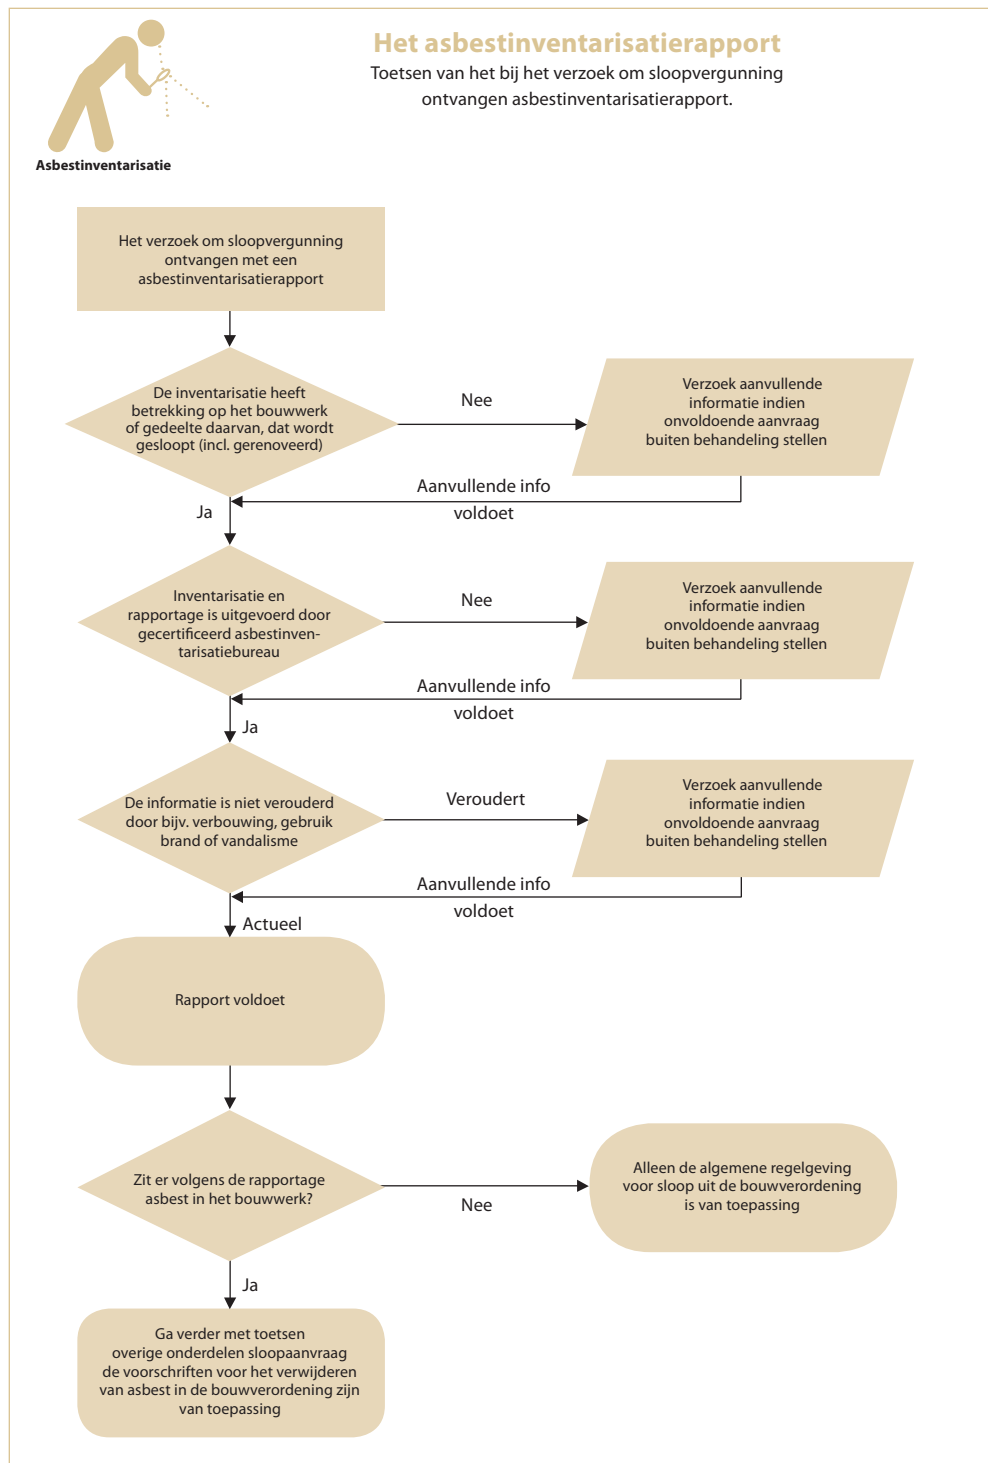 Het asbestinventarisatierapport
Toetsen van het bij het verzoek om sloopvergunning
ontvangen asbestinventarisatierapport.
Asbestinventarisatie
Het verzoek om sloopvergunning
ontvangen met een
asbestinventarisatierapport
De inventarisatie heeft
betrekking op het bouwwerk
of gedeelte daarvan, dat wordt
gesloopt (incl. gerenoveerd)
Nee
Verzoek aanvullende
informatie indien
onvoldoende aanvraag
buiten behandeling stellen
Aanvullende info
voldoet
Ja
Inventarisatie en
rapportage is uitgevoerd door
gecertificeerd asbestinven-
tarisatiebureau
Nee
Verzoek aanvullende
informatie indien
onvoldoende aanvraag
buiten behandeling stellen
Aanvullende info
voldoet
Ja
De informatie is niet verouderd
door bijv. verbouwing, gebruik
brand of vandalisme
Veroudert
Verzoek aanvullende
informatie indien
onvoldoende aanvraag
buiten behandeling stellen
Aanvullende info
voldoet
Actueel
Rapport voldoet
Zit er volgens de rapportage
asbest in het bouwwerk?
Nee
Alleen de algemene regelgeving
voor sloop uit de bouwverordening
is van toepassing
Ja
Ga verder met toetsen
overige onderdelen sloopaanvraag
de voorschriften voor het verwijderen
van asbest in de bouwverordening zijn
van toepassing